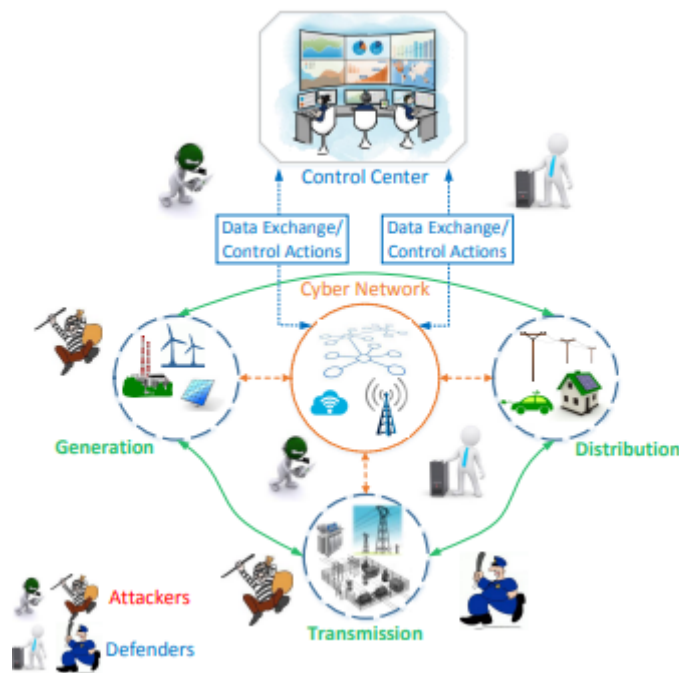 Control Center
Data Exchange/
Control Actions
Data Exchange/
Control Actions
Cyber Network
Generation
Distribution
Transmission
Attackers
Defenders